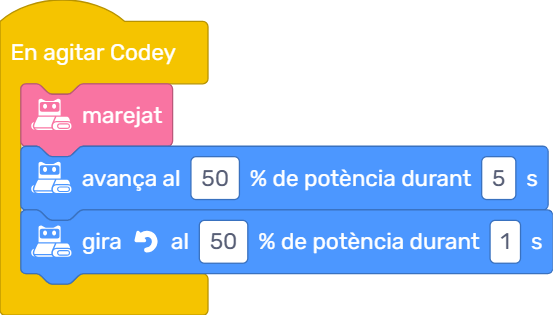 En agitar Codey
marejat
avança al 50 % de potència durant 5 s
gira al 50 % de potència durant 1 s